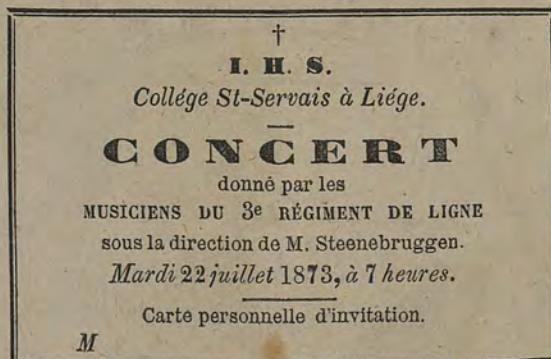 †
I. H. S.
Collége St-Servais à Liége.
CONCERT
donné par les
MUSICIENS DU 3e RÉGIMENT DE LIGNE
sous la direction de M. Steenebruggen.
Mardi 22 juillet 1873, à 7 heures.
Carte personnelle d'invitation.
M